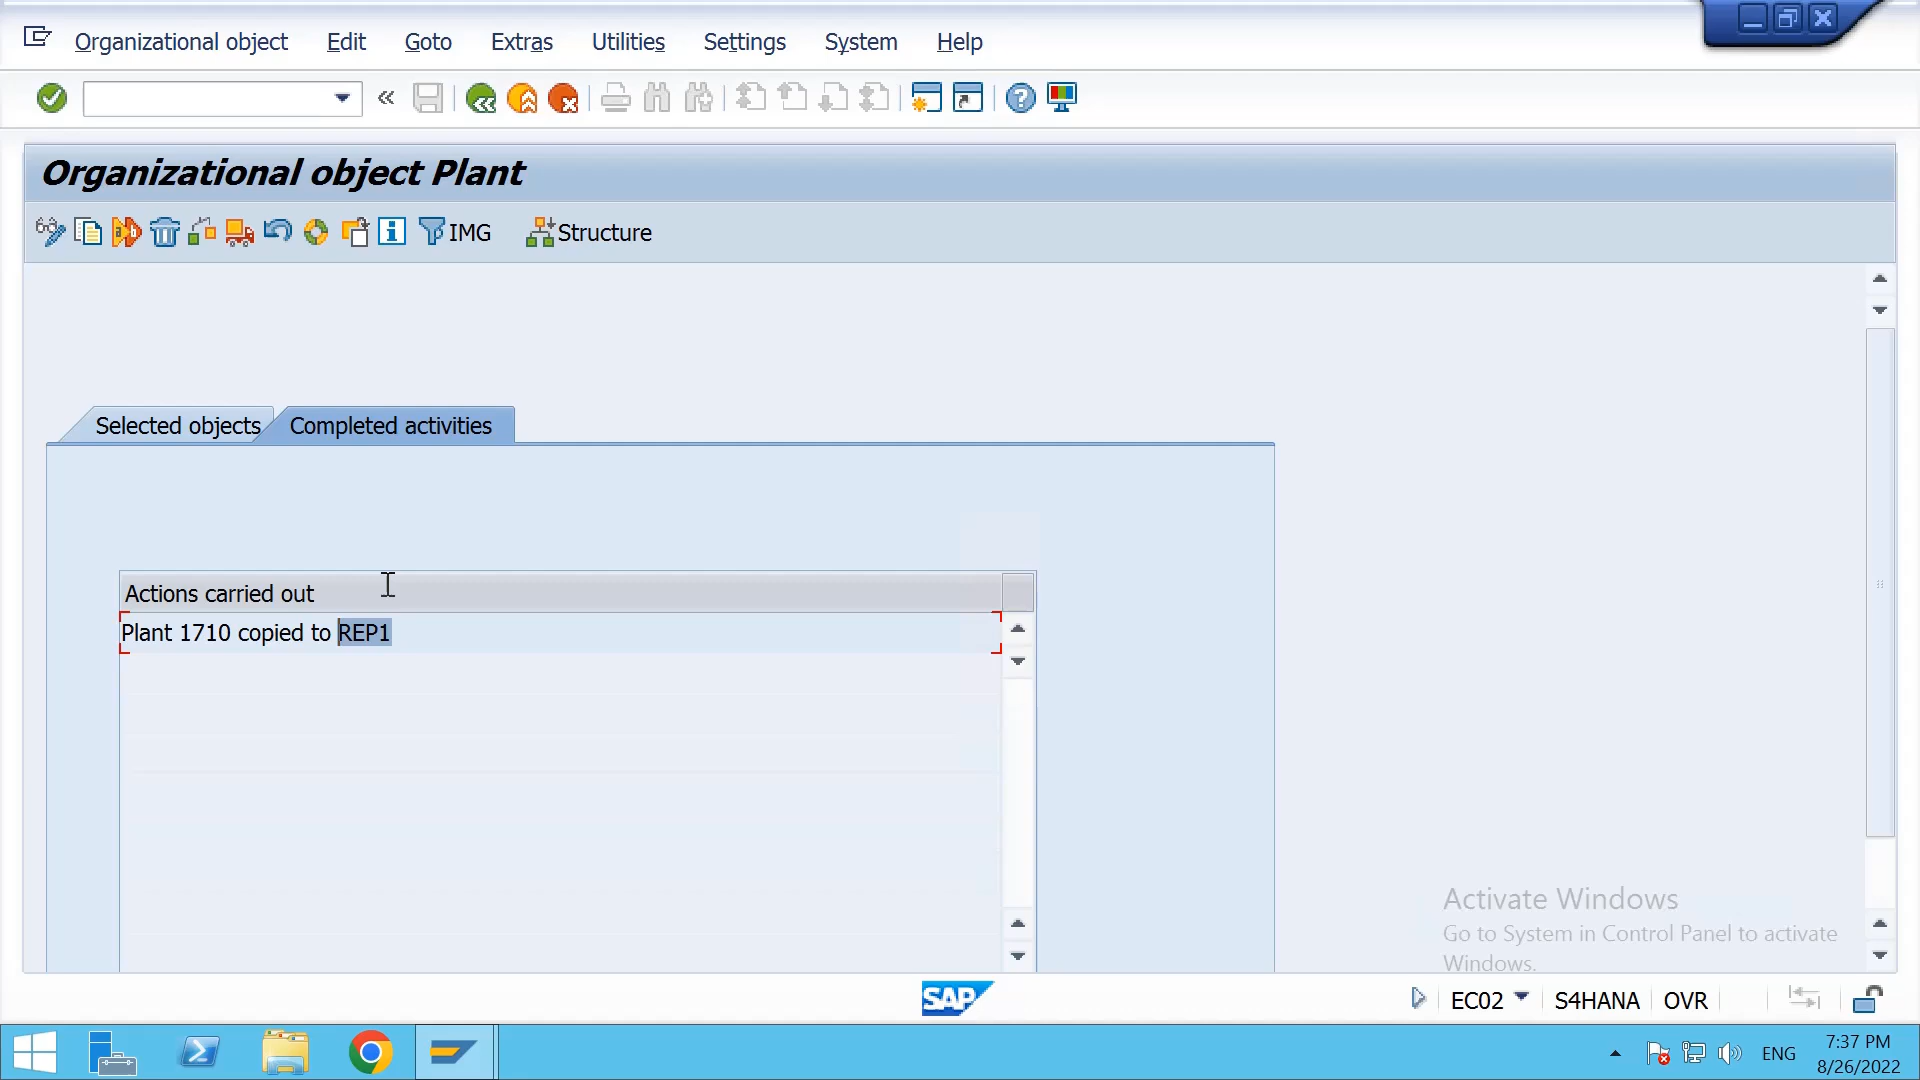 Organizational object Edit Goto Extras Utilities Settings System Help
Organizational object Plant
IMG Structure
Selected objects Completed activities
Actions carried out
Plant 1710 copied to REP1
Activate Windows
Go to System in Control Panel to activate
Windows.
SAP EC02 S4HANA OVR
ENG 7:37 PM
8/26/2022